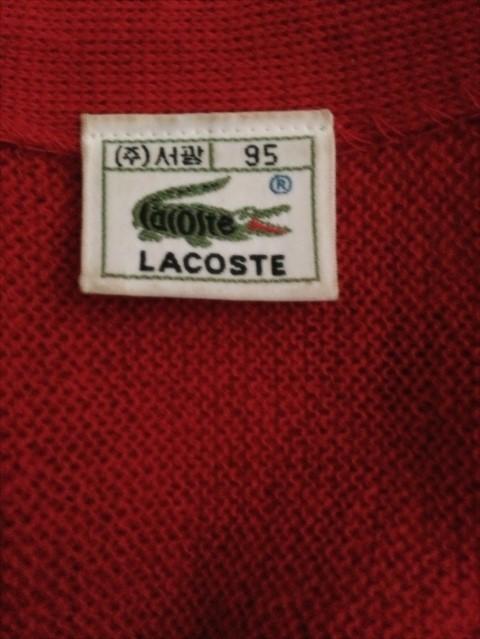 (주)서광 95
®
Lacoste
LACOSTE